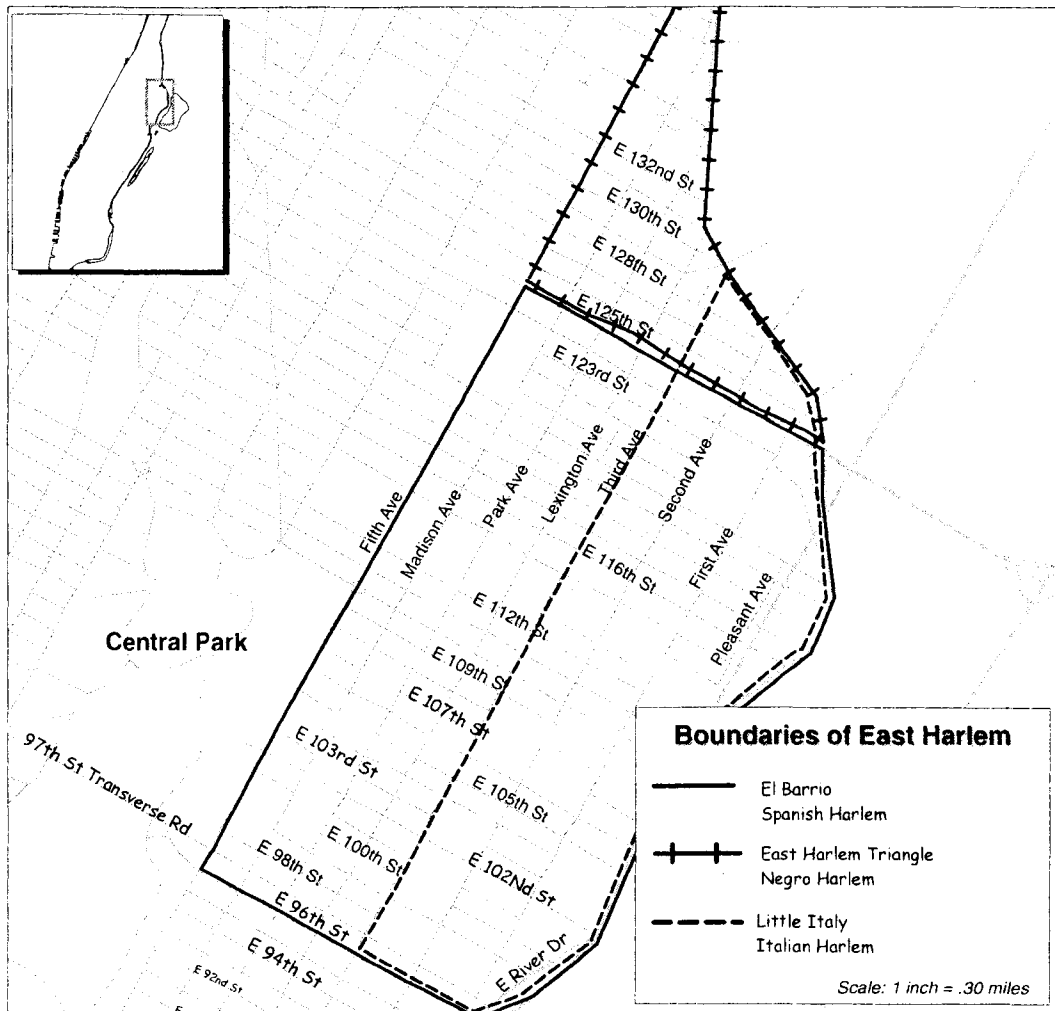 E 132nd St
E 130th St
E 128th St
E 125th St
E 123rd St
Fifth Ave
Madison Ave
Park Ave
Lexington Ave
Third Ave
Second Ave
First Ave
Pleasant Ave
E 116th St
E 112th St
E 109th St
E 107th St
Central Park
97th St Transverse Rd
E 103rd St
E 105th St
E 100th St
E 102Nd St
E 98th St
E 96th St
E 94th St
E 92nd St
E River Dr
Boundaries of East Harlem
El Barrio
Spanish Harlem
East Harlem Triangle
Negro Harlem
Little Italy
Italian Harlem
Scale: 1 inch = .30 miles